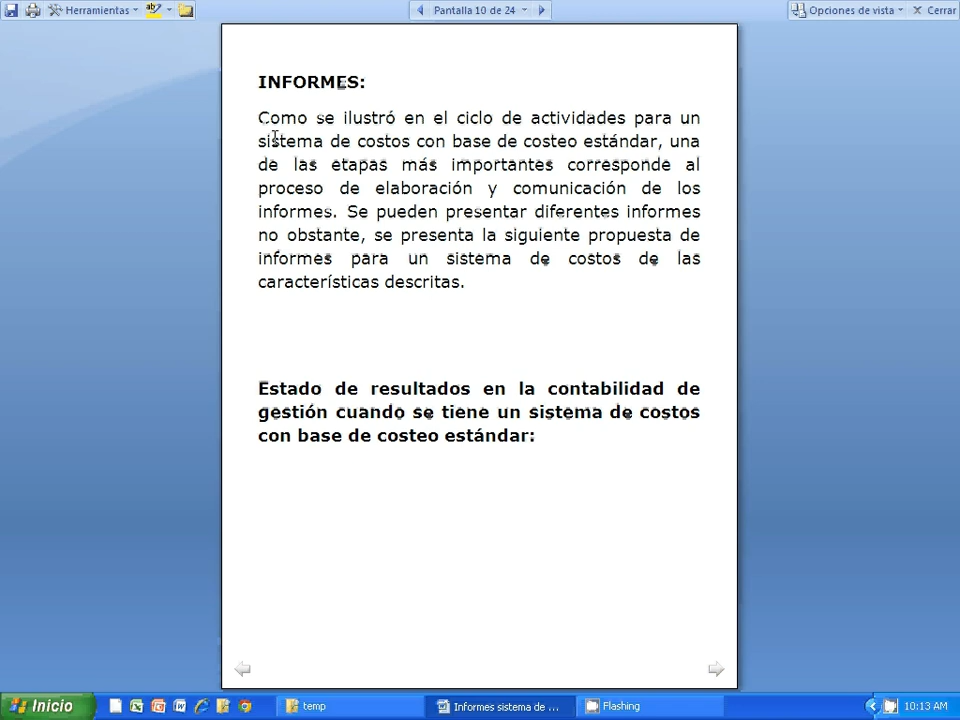 Herramientas
Pantalla 10 de 24
Opciones de vista
Cerrar
INFORMES:
Como se ilustró en el ciclo de actividades para un
sistema de costos con base de costeo estándar, una
de las etapas más importantes corresponde al
proceso de elaboración y comunicación de los
informes. Se pueden presentar diferentes informes
no obstante, se presenta la siguiente propuesta de
informes para un sistema de costos de las
características descritas.
Estado de resultados en la contabilidad de
gestión cuando se tiene un sistema de costos
con base de costeo estándar:
Inicio
temp
Informes sistema de ...
Flashing
10:13 AM